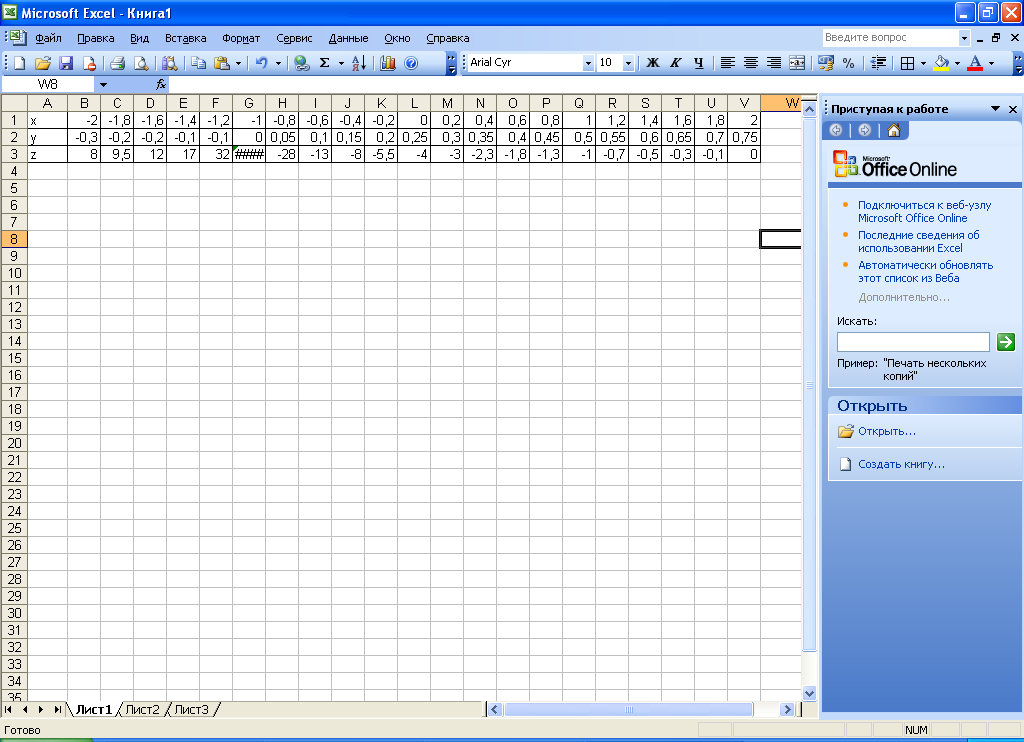 Microsoft Excel - Книга1
Файл Правка Вид Вставка Формат Сервис Данные Окно Справка Введите вопрос
Arial Cyr 10 Ж К Ч %
W8 fx
A B C D E F G H I J K L M N O P Q R S T U V W
1 x -2 -1,8 -1,6 -1,4 -1,2 -1 -0,8 -0,6 -0,4 -0,2 0 0,2 0,4 0,6 0,8 1 1,2 1,4 1,6 1,8 2
2 y -0,3 -0,2 -0,2 -0,1 -0,1 0 0,05 0,1 0,15 0,2 0,25 0,3 0,35 0,4 0,45 0,5 0,55 0,6 0,65 0,7 0,75
3 z 8 9,5 12 17 32 #### -28 -13 -8 -5,5 -4 -3 -2,3 -1,8 -1,3 -1 -0,7 -0,5 -0,3 -0,1 0
4
5
6
7
8
9
10
11
12
13
14
15
16
17
18
19
20
21
22
23
24
25
26
27
28
29
30
31
32
33
34
35
Приступая к работе
Microsoft
Office Online
Подключиться к веб-узлу
Microsoft Office Online
Последние сведения об
использовании Excel
Автоматически обновлять
этот список из Веба
Дополнительно...
Искать:
Пример: "Печать нескольких
копий"
Открыть
Открыть...
Создать книгу...
Лист1 Лист2 Лист3
Готово NUM